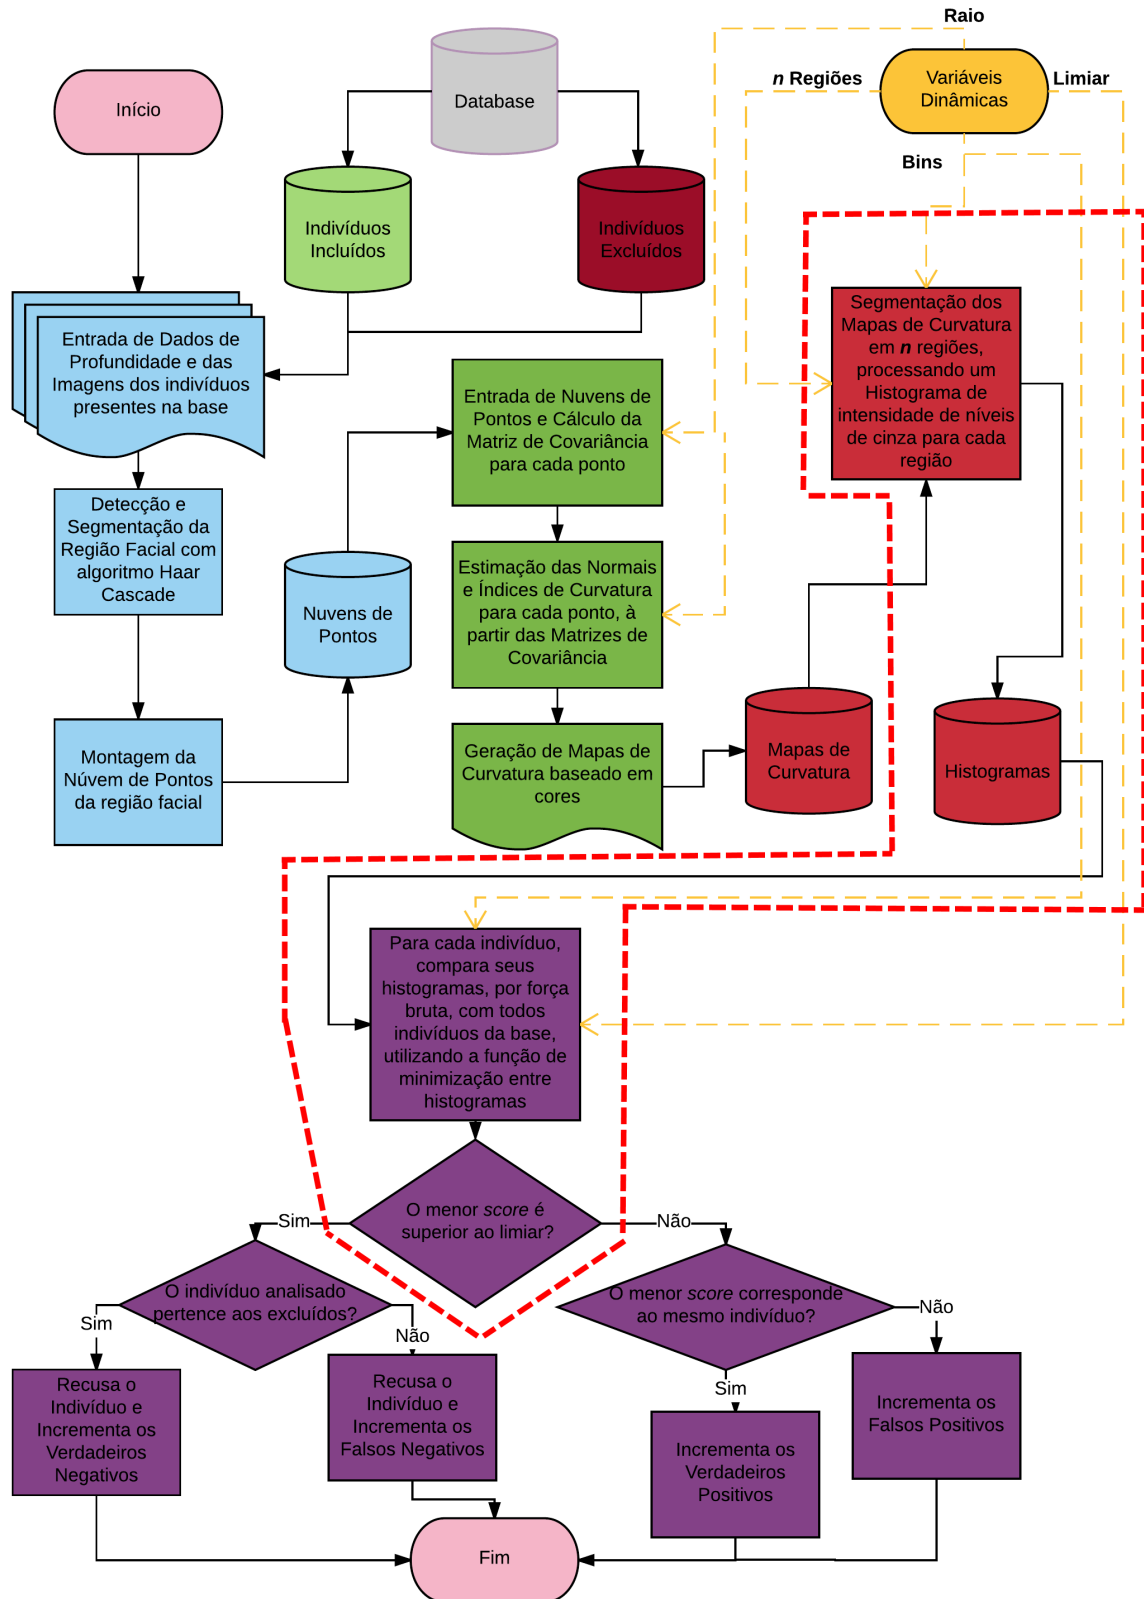 Raio
n Regiões
Variáveis
Dinâmicas
Limiar
Bins
Início
Database
Indivíduos
Incluídos
Indivíduos
Excluídos
Entrada de Dados de
Profundidade e das
Imagens dos indivíduos
presentes na base
Detecção e
Segmentação da
Região Facial com
algoritmo Haar
Cascade
Montagem da
Núvem de Pontos
da região facial
Nuvens de
Pontos
Entrada de Nuvens de
Pontos e Cálculo da
Matriz de Covariância
para cada ponto
Estimação das Normais
e Índices de Curvatura
para cada ponto, à
partir das Matrizes de
Covariância
Geração de Mapas de
Curvatura baseado em
cores
Mapas de
Curvatura
Segmentação dos
Mapas de Curvatura
em n regiões,
processando um
Histograma de
intensidade de níveis
de cinza para cada
região
Histogramas
Para cada indivíduo,
compara seus
histogramas, por força
bruta, com todos
indivíduos da base,
utilizando a função de
minimização entre
histogramas
O menor score é
superior ao limiar?
Sim
Não
O indivíduo analisado
pertence aos excluídos?
O menor score corresponde
ao mesmo indivíduo?
Sim
Não
Sim
Não
Recusa o
Indivíduo e
Incrementa os
Verdadeiros
Negativos
Recusa o
Indivíduo e
Incrementa os
Falsos Negativos
Incrementa os
Verdadeiros
Positivos
Incrementa os
Falsos Positivos
Fim